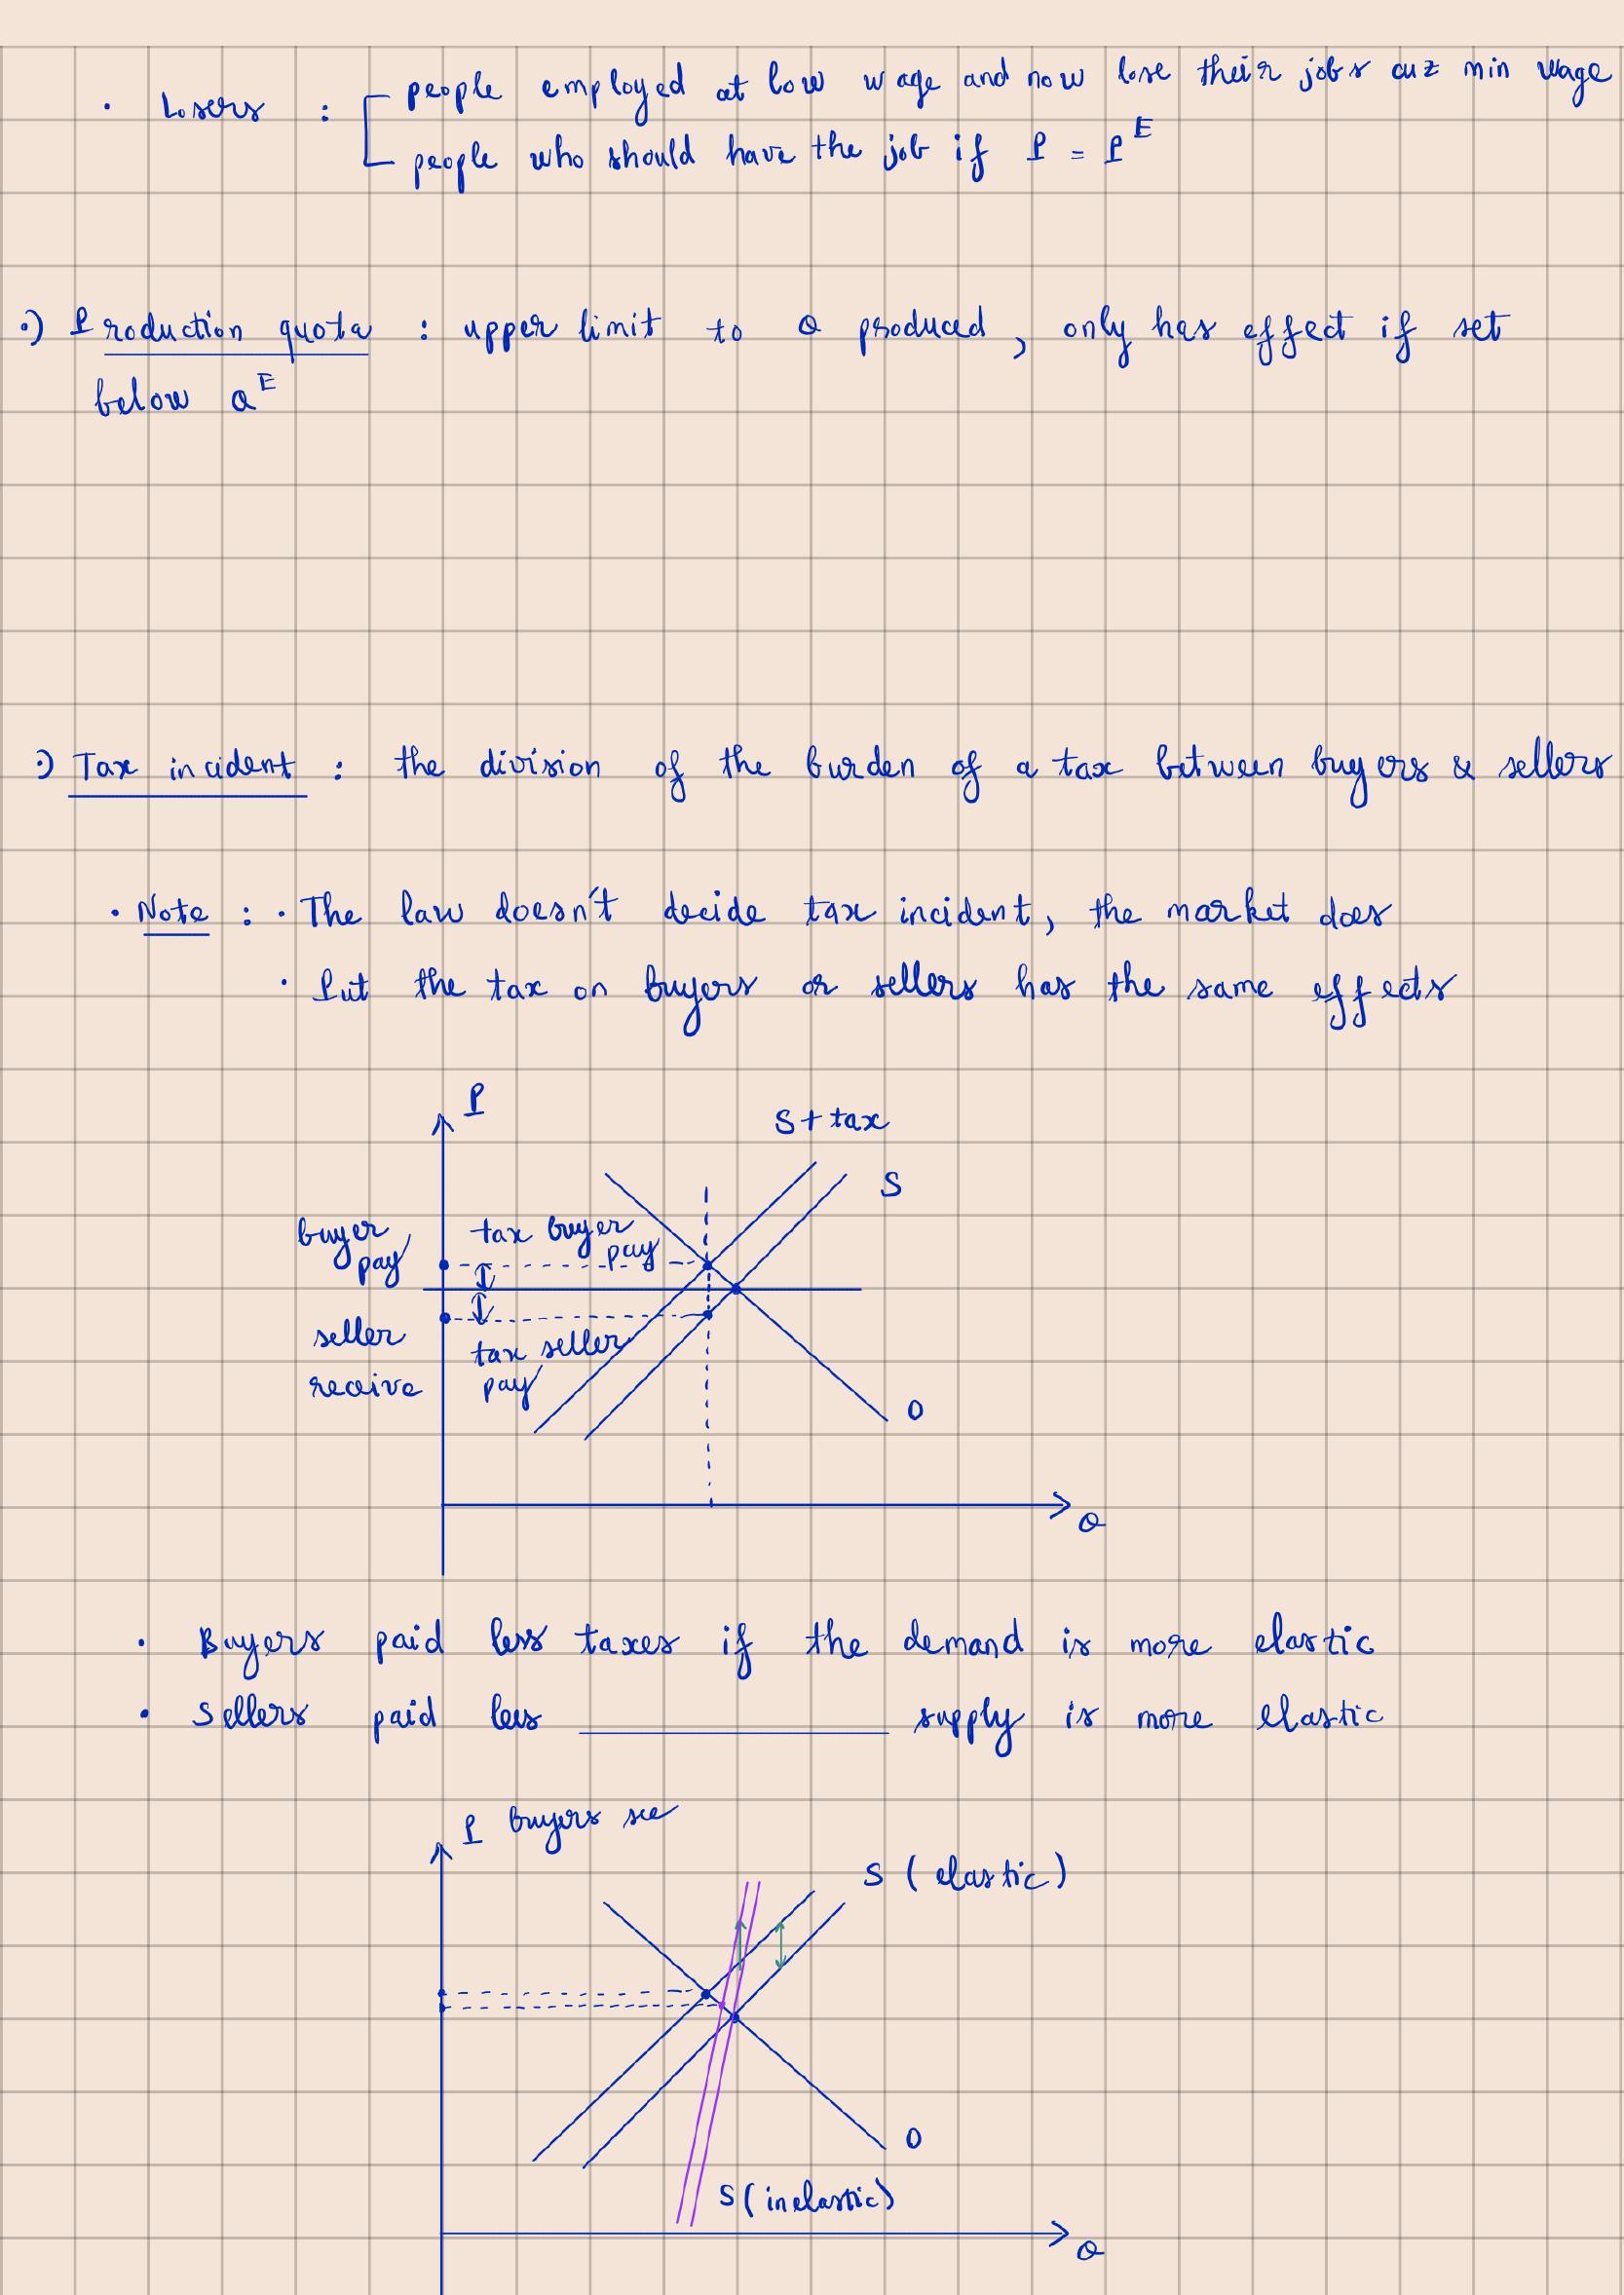 · Losers : people employed at low wage and now lose their jobs cuz min wage
people who should have the job if P = P^E
·) Production quota : upper limit to Q produced, only has effect if set
below Q^E
·) Tax incident : the division of the burden of a tax between buyers & sellers
· Note : · The law doesn't decide tax incident, the market does
· Put the tax on buyers or sellers has the same effects
P
S + tax
S
buyer
pay
tax buyer
pay
seller
receive
tax seller
pay
D
Q
· Buyers paid less taxes if the demand is more elastic
· Sellers paid less __________ supply is more elastic
P buyers see
S (elastic)
D
S (inelastic)
Q